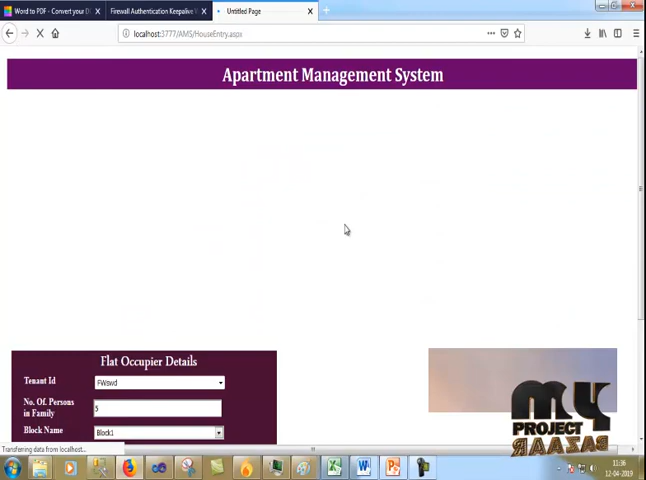 Word to PDF - Convert your D
Firewall Authentication Keepalive
Untitled Page
localhost:3777/AMS/HouseEntry.aspx
Apartment Management System
Flat Occupier Details
Tenant Id
FWswd
No. Of. Persons
in Family
5
Block Name
Block1
my
PROJECT
BAZAAR
Transferring data from localhost...
11:36
12-04-2019